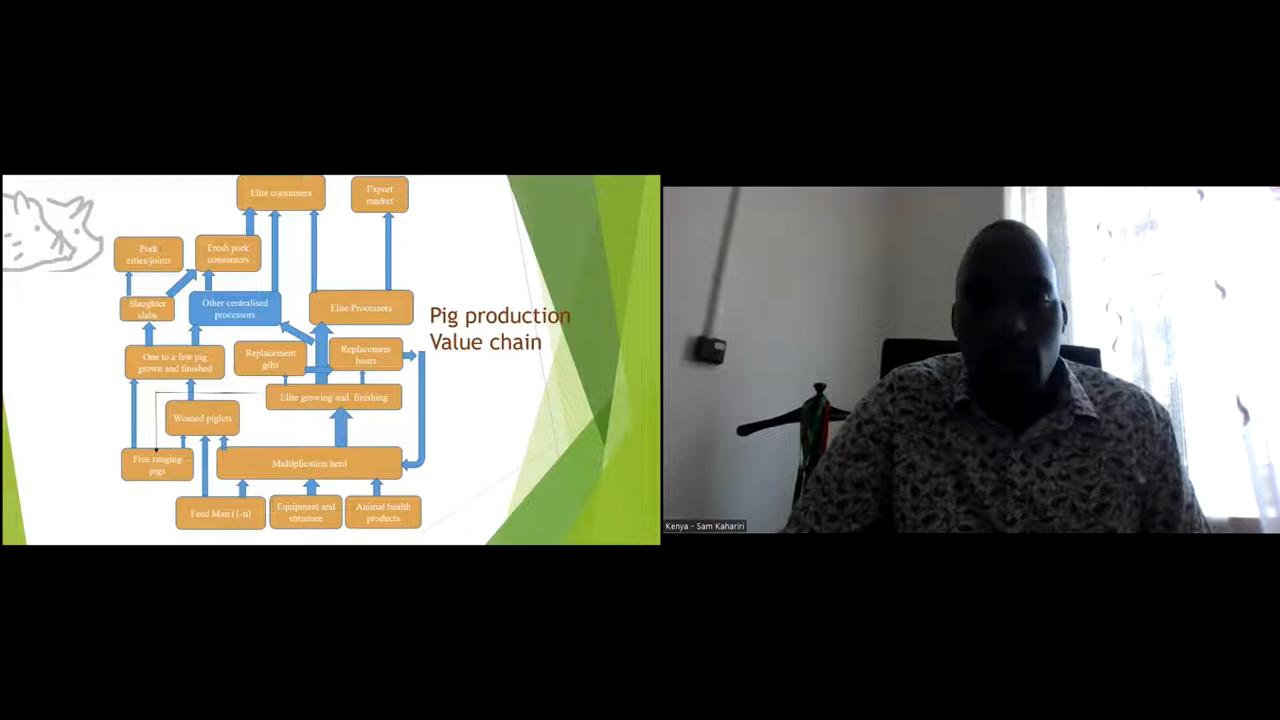 Elite consumers
Export
market
Pork
cities/joints
Fresh pork
consumers
Slaughter
slabs
Other centralised
processors
Elite Processors
Pig production
Value chain
One to a few pig
grown and finished
Replacement
gilts
Replacement
boars
Elite growing and finishing
Weaned piglets
Free ranging
pigs
Multiplication herd
Feed Man (1-n)
Equipment and
structure
Animal health
products
Kenya - Sam Kahariri